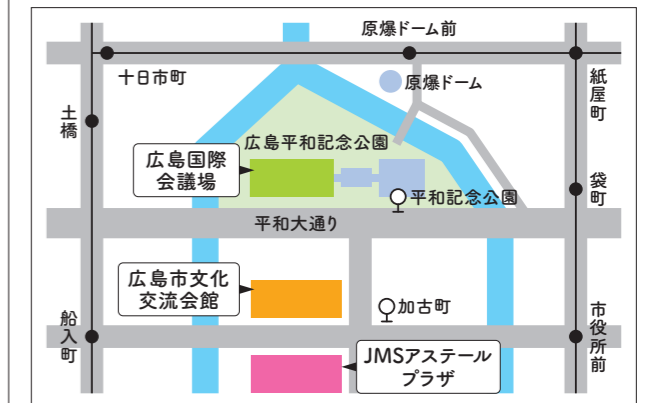 原爆ドーム前
十日市町
原爆ドーム
紙屋町
土橋
広島平和記念公園
広島国際
会議場
袋町
平和記念公園
平和大通り
広島市文化
交流会館
加古町
船入町
市役所前
JMSアステール
プラザ